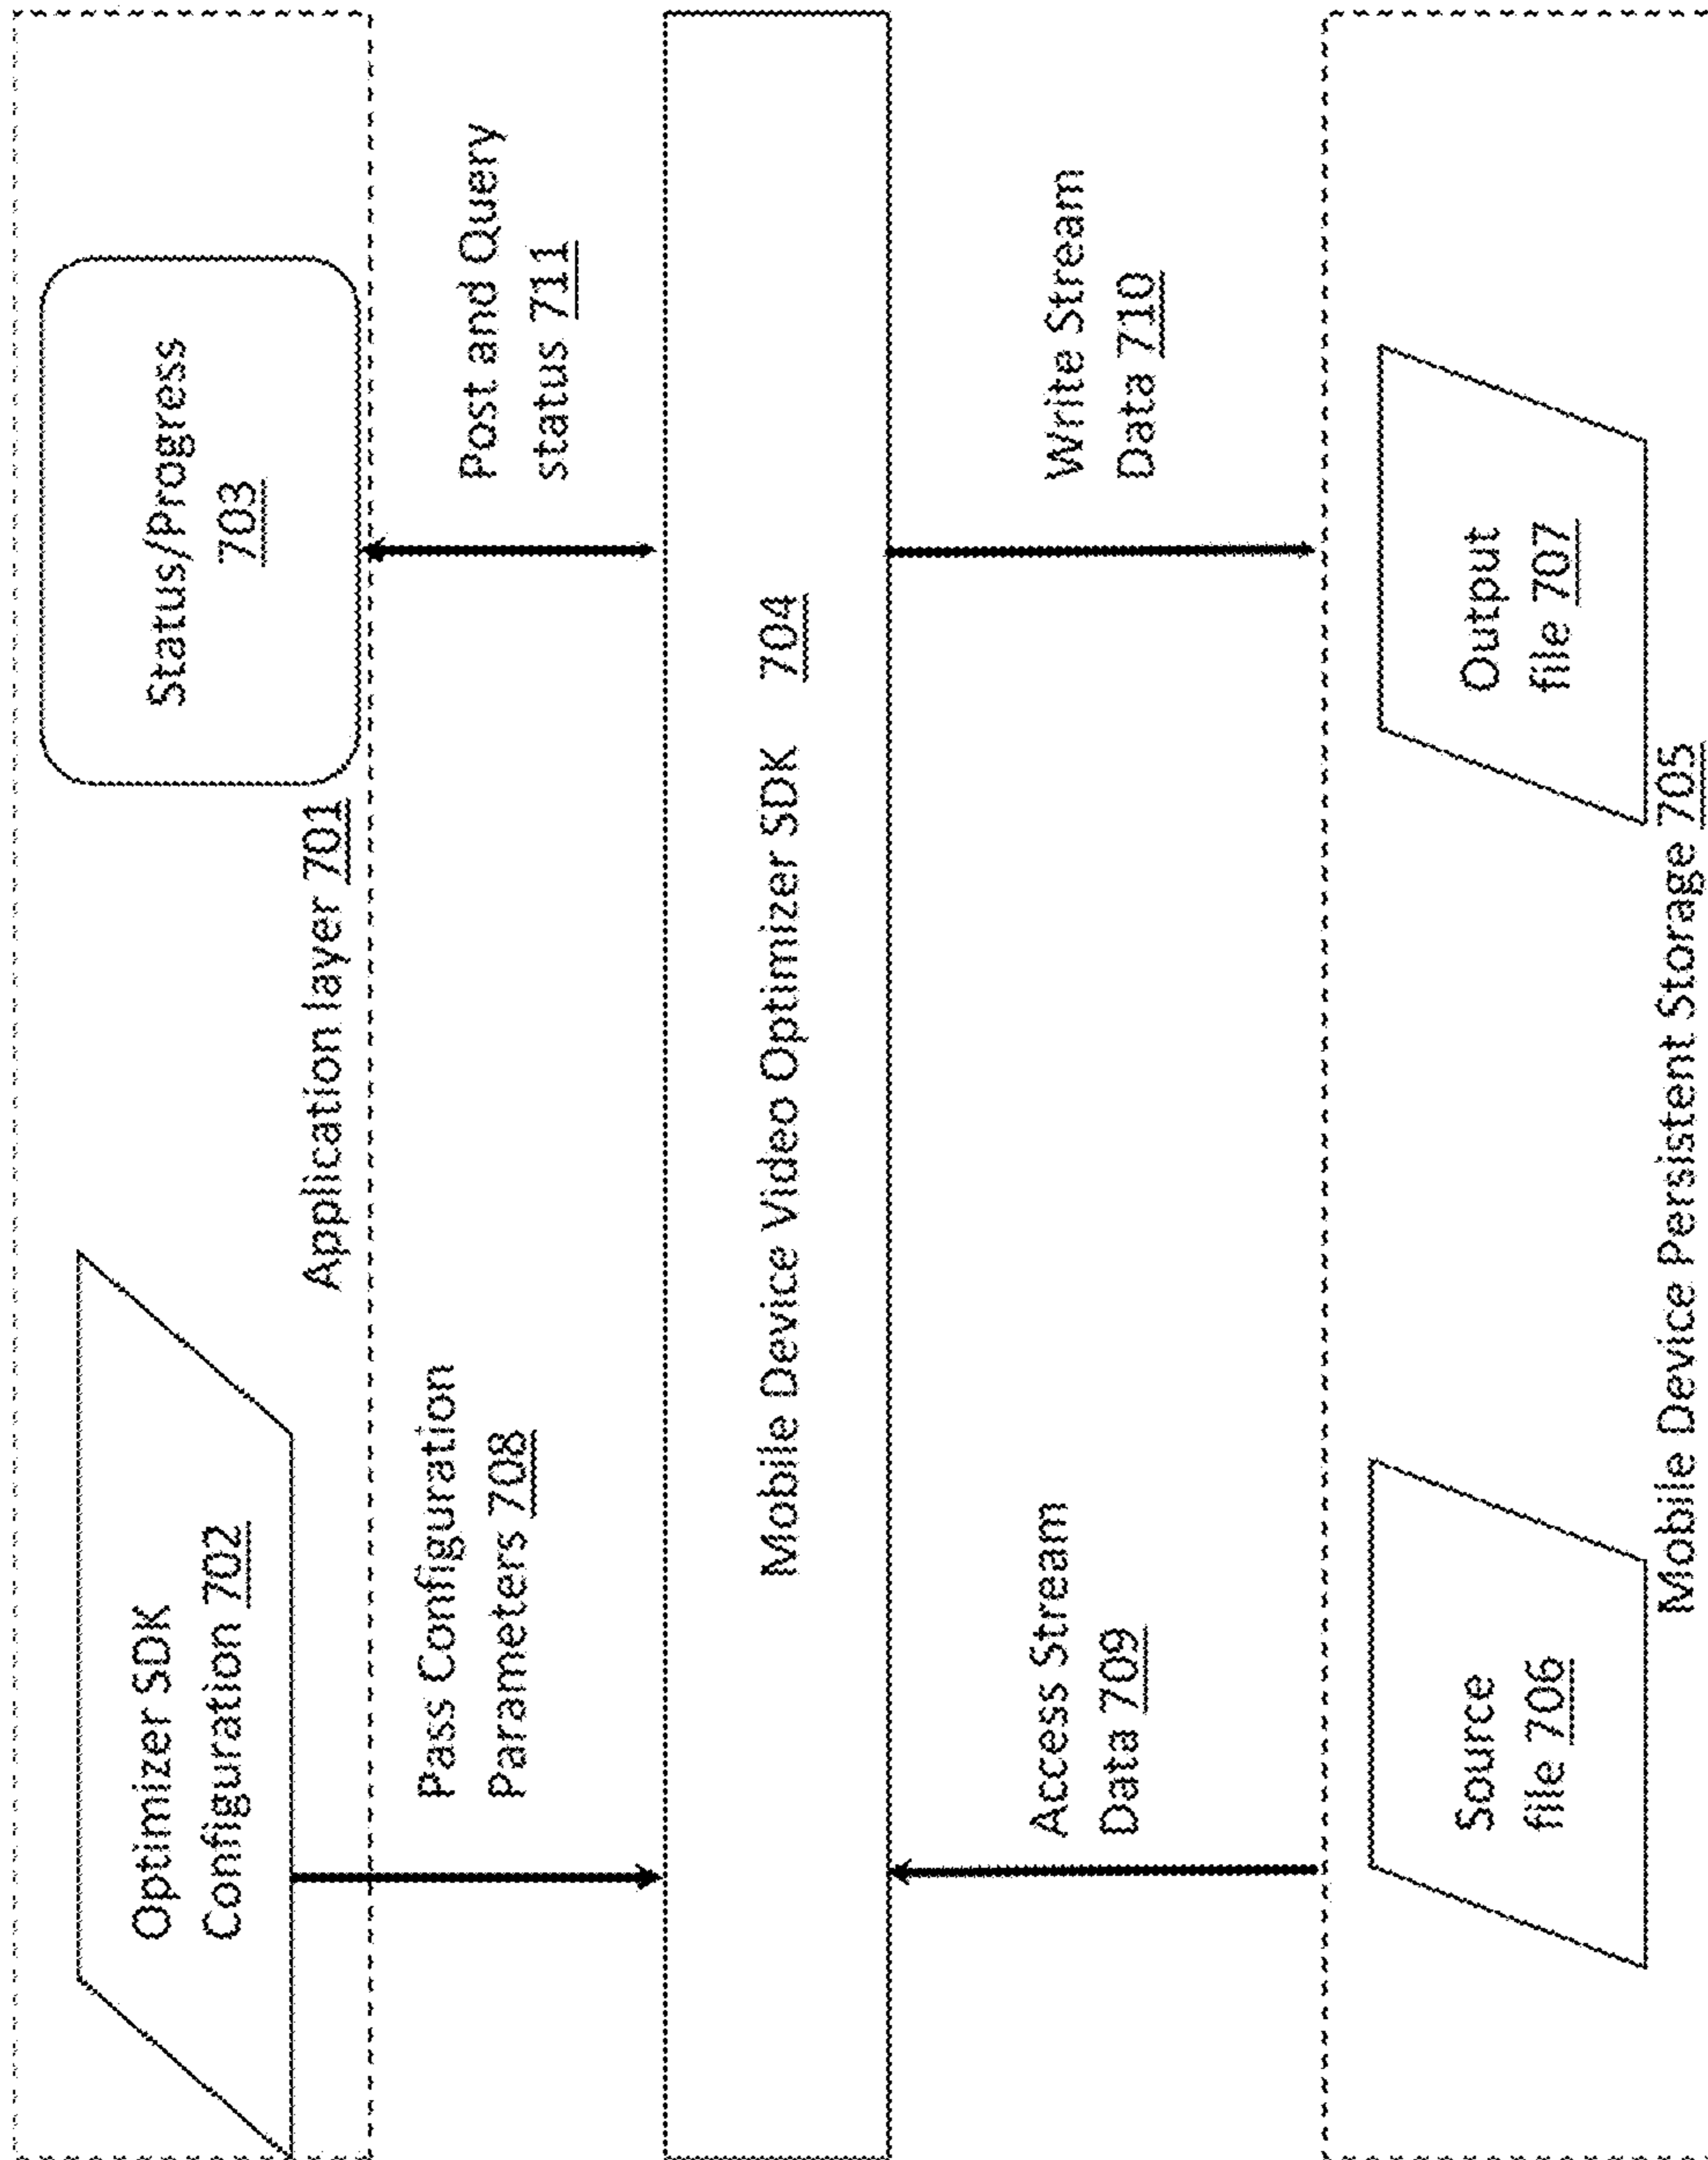 Optimizer SDK
Configuration 702
Status/Progress
703
Application layer 701
Pass Configuration
Parameters 708
Post and Query
status 711
Mobile Device Video Optimizer SDK 704
Access Stream
Data 709
Write Stream
Data 710
Source
file 706
Output
file 707
Mobile Device Persistent Storage 705